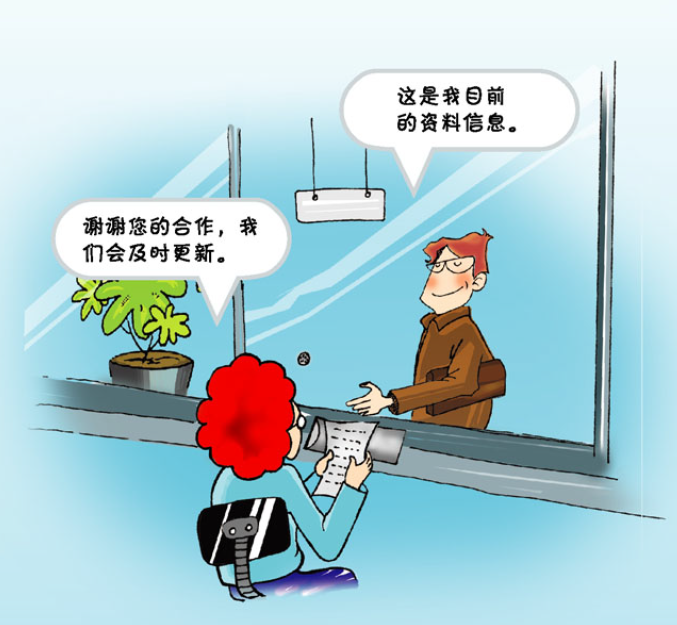 这是我目前
的资料信息。
谢谢您的合作，我
们会及时更新。